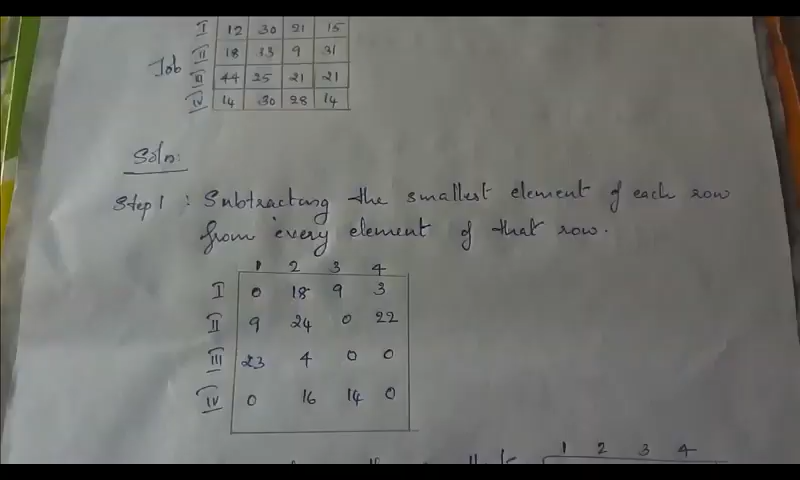 I 12 30 21 15
II 18 33 9 31
Job III 44 25 21 21
IV 14 30 28 14
Soln:
Step 1 : Subtracting the smallest element of each row
from every element of that row.
1 2 3 4
I 0 18 9 3
II 9 24 0 22
III 23 4 0 0
IV 0 16 14 0
1 2 3 4